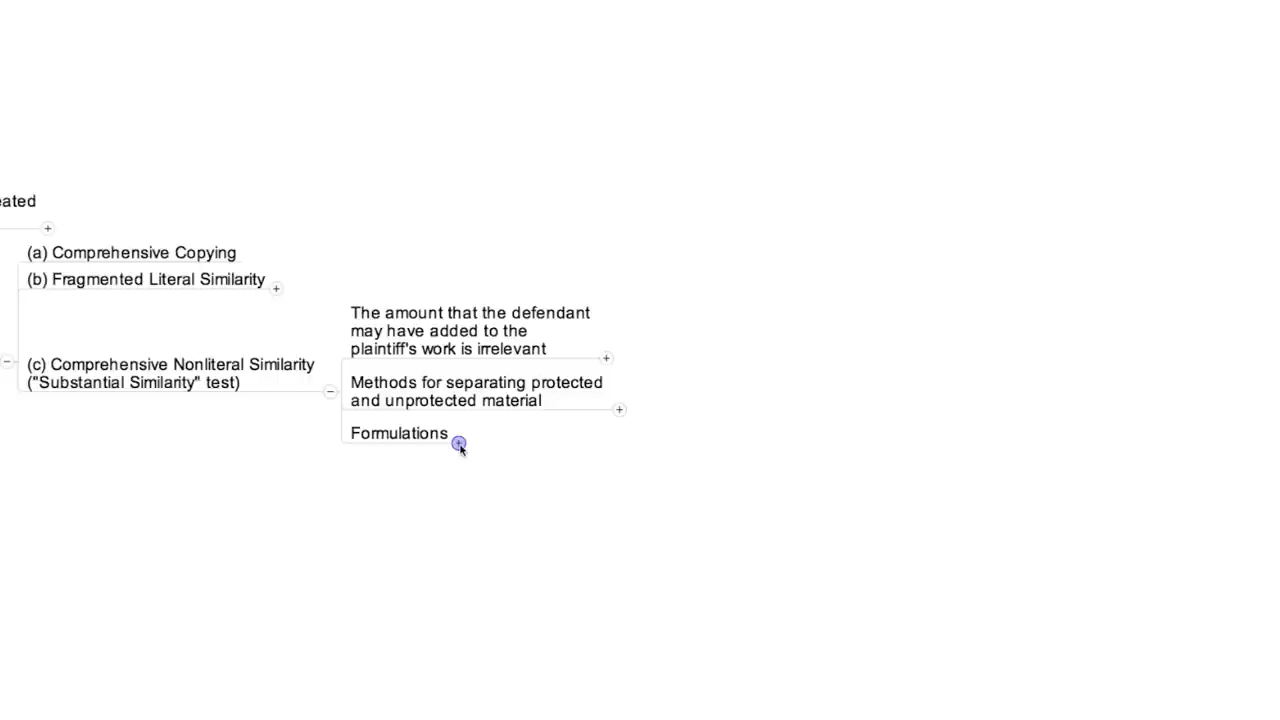 eated
(a) Comprehensive Copying
(b) Fragmented Literal Similarity
The amount that the defendant
may have added to the
plaintiff's work is irrelevant
(c) Comprehensive Nonliteral Similarity
("Substantial Similarity" test)
Methods for separating protected
and unprotected material
Formulations